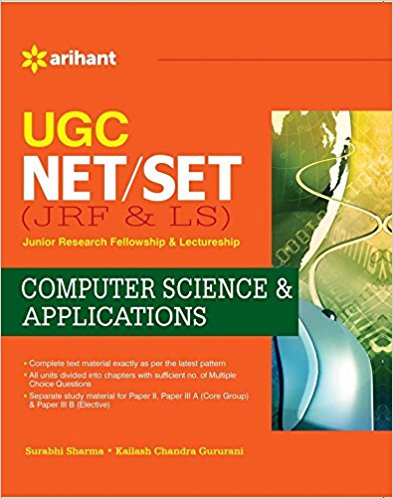 arihant
UGC
NET/SET
(JRF & LS)
Junior Research Fellowship & Lectureship
COMPUTER SCIENCE &
APPLICATIONS
• Complete text material exactly as per the latest pattern
• All units divided into chapters with sufficient no. of Multiple
Choice Questions
• Separate study material for Paper II, Paper III A (Core Group)
& Paper III B (Elective)
Surabhi Sharma • Kailash Chandra Gururani